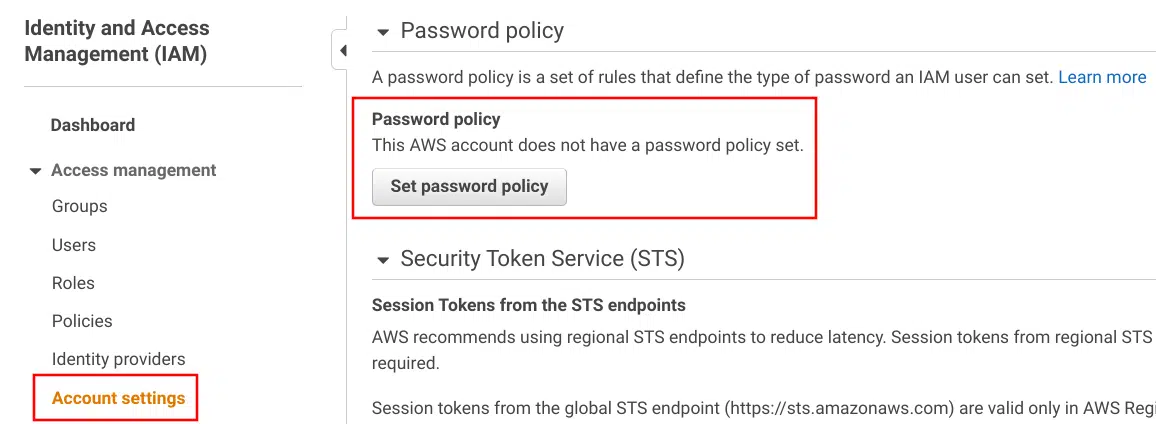 Identity and Access
Management (IAM)
Dashboard
Access management
Groups
Users
Roles
Policies
Identity providers
Account settings
Password policy
A password policy is a set of rules that define the type of password an IAM user can set. Learn more
Password policy
This AWS account does not have a password policy set.
Set password policy
Security Token Service (STS)
Session Tokens from the STS endpoints
AWS recommends using regional STS endpoints to reduce latency. Session tokens from regional STS
required.
Session tokens from the global STS endpoint (https://sts.amazonaws.com) are valid only in AWS Regi